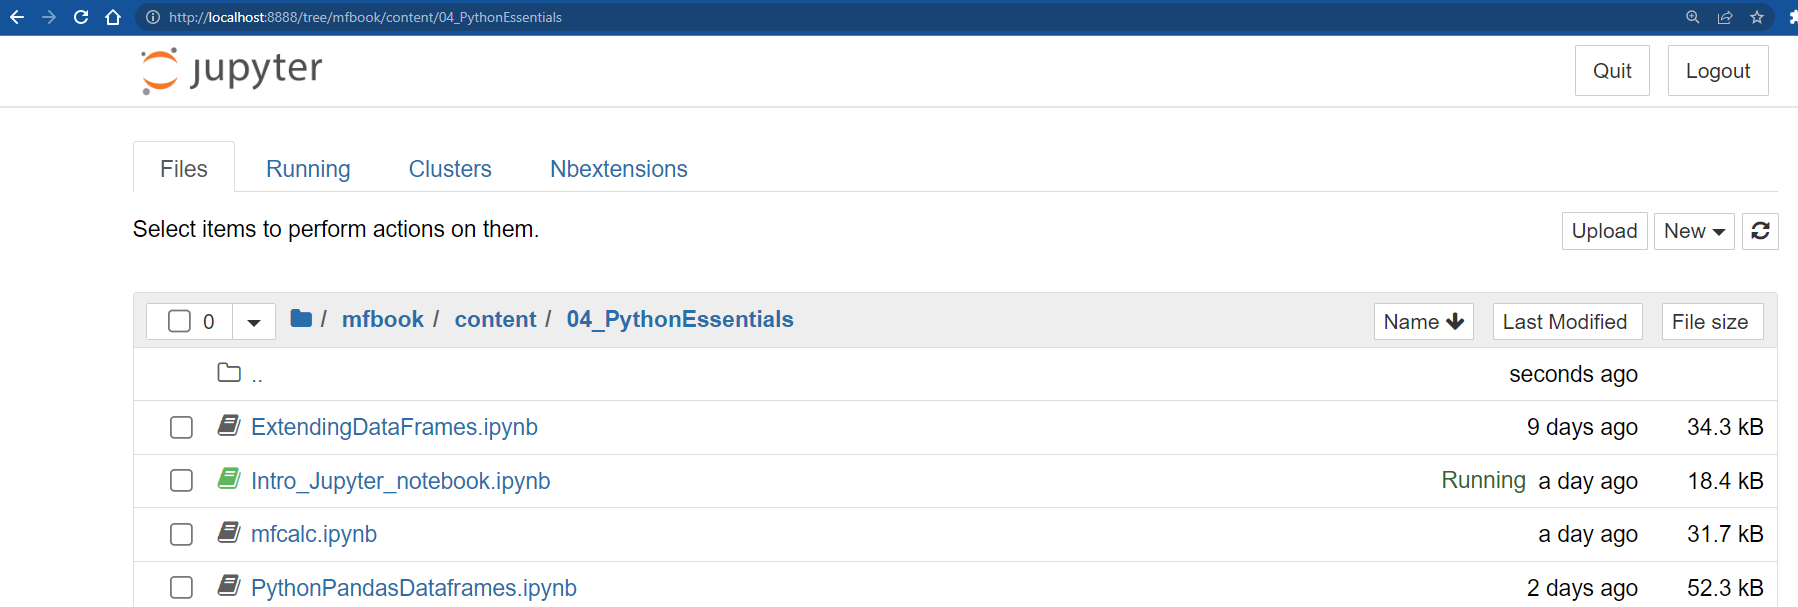 http://localhost:8888/tree/mfbook/content/04_PythonEssentials
jupyter
Quit Logout
Files Running Clusters Nbextensions
Select items to perform actions on them.
Upload New
0 / mfbook / content / 04_PythonEssentials Name Last Modified File size
.. seconds ago
ExtendingDataFrames.ipynb 9 days ago 34.3 kB
Intro_Jupyter_notebook.ipynb Running a day ago 18.4 kB
mfcalc.ipynb a day ago 31.7 kB
PythonPandasDataframes.ipynb 2 days ago 52.3 kB